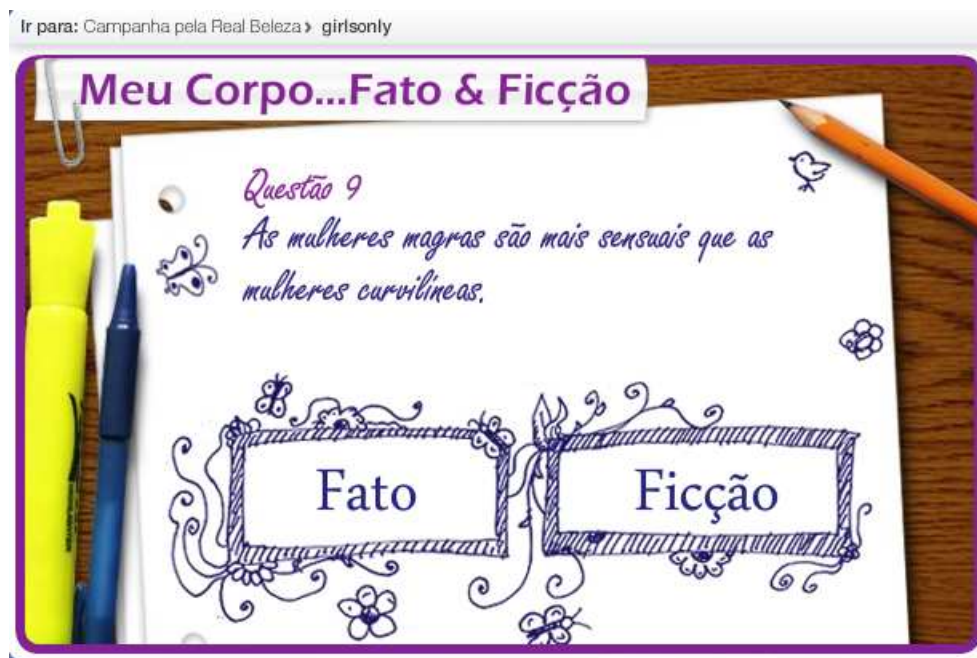 Ir para: Campanha pela Real Beleza › girlsonly
Meu Corpo...Fato & Ficção
Questão 9
As mulheres magras são mais sensuais que as
mulheres curvilíneas.
Fato Ficção